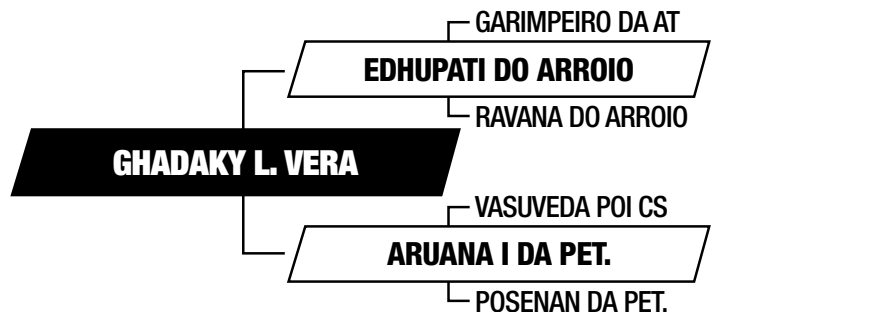 GARIMPEIRO DA AT
EDHUPATI DO ARROIO
RAVANA DO ARROIO
GHADAKY L. VERA
VASUVEDA POI CS
ARUANA I DA PET.
POSENAN DA PET.